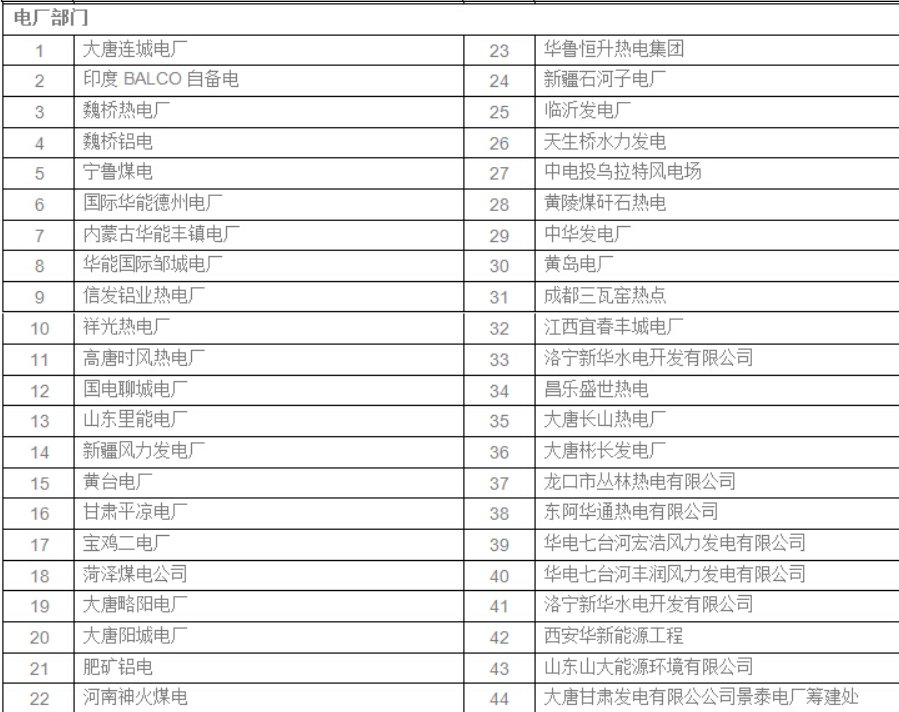 电厂部门
1 大唐连城电厂 23 华鲁恒升热电集团
2 印度 BALCO 自备电 24 新疆石河子电厂
3 魏桥热电厂 25 临沂发电厂
4 魏桥铝电 26 天生桥水力发电
5 宁鲁煤电 27 中电投乌拉特风电场
6 国际华能德州电厂 28 黄陵煤矸石热电
7 内蒙古华能丰镇电厂 29 中华发电厂
8 华能国际邹城电厂 30 黄岛电厂
9 信发铝业热电厂 31 成都三瓦窑热点
10 祥光热电厂 32 江西宜春丰城电厂
11 高唐时风热电厂 33 洛宁新华水电开发有限公司
12 国电聊城电厂 34 昌乐盛世热电
13 山东里能电厂 35 大唐长山热电厂
14 新疆风力发电厂 36 大唐彬长发电厂
15 黄台电厂 37 龙口市丛林热电有限公司
16 甘肃平凉电厂 38 东阿华通热电有限公司
17 宝鸡二电厂 39 华电七台河宏浩风力发电有限公司
18 菏泽煤电公司 40 华电七台河丰润风力发电有限公司
19 大唐略阳电厂 41 洛宁新华水电开发有限公司
20 大唐阳城电厂 42 西安华新能源工程
21 肥矿铝电 43 山东山大能源环境有限公司
22 河南神火煤电 44 大唐甘肃发电有限公公司景泰电厂筹建处